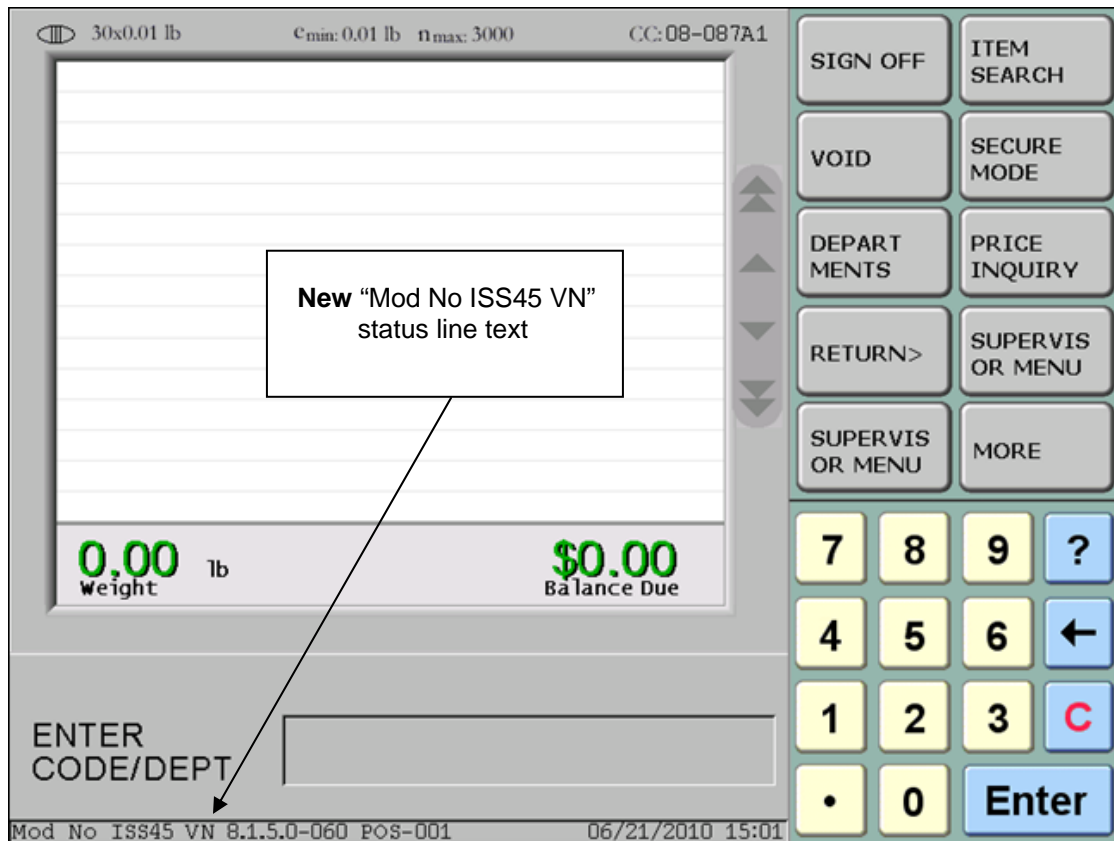 30x0.01 lb emin: 0.01 lb nmax: 3000 CC: 08-087A1
New “Mod No ISS45 VN”
status line text
0.00 lb
Weight
$0.00
Balance Due
ENTER
CODE/DEPT
Mod No ISS45 VN 8.1.5.0-060 POS-001 06/21/2010 15:01
SIGN OFF
ITEM
SEARCH
VOID
SECURE
MODE
DEPART
MENTS
PRICE
INQUIRY
RETURN>
SUPERVIS
OR MENU
SUPERVIS
OR MENU
MORE
7 8 9 ?
4 5 6 ←
1 2 3 C
• 0 Enter